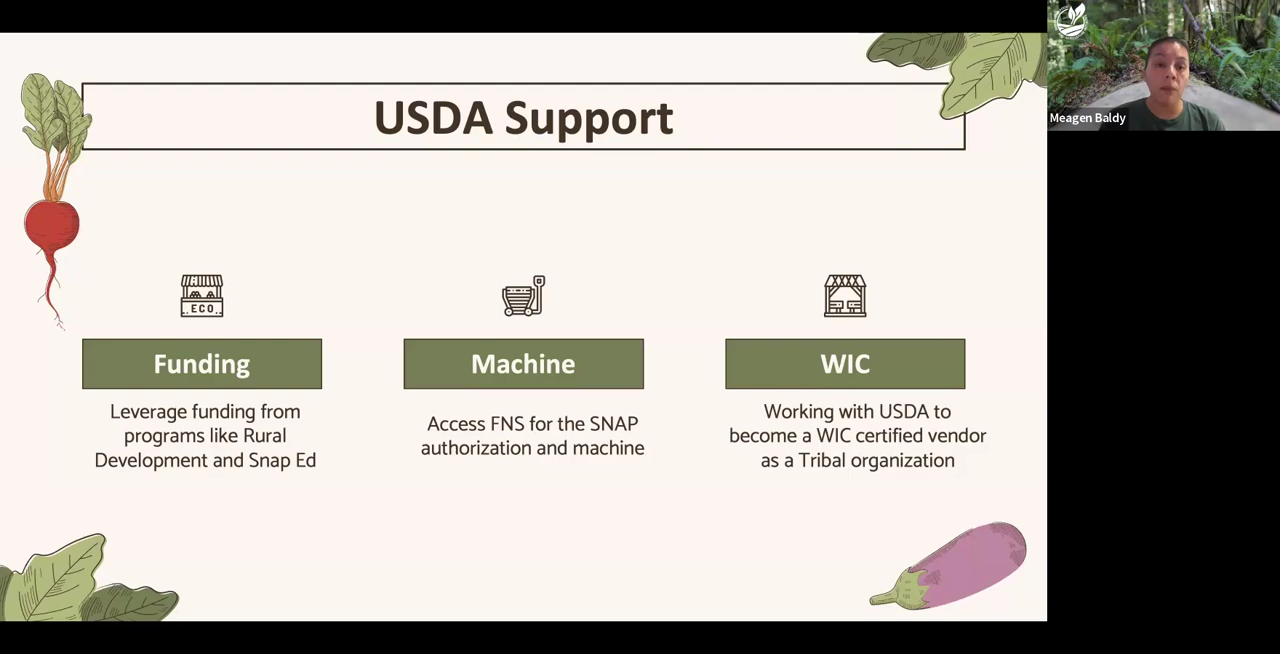 USDA Support
ECO
Funding
Leverage funding from
programs like Rural
Development and Snap Ed
Machine
Access FNS for the SNAP
authorization and machine
WIC
Working with USDA to
become a WIC certified vendor
as a Tribal organization
Meagen Baldy